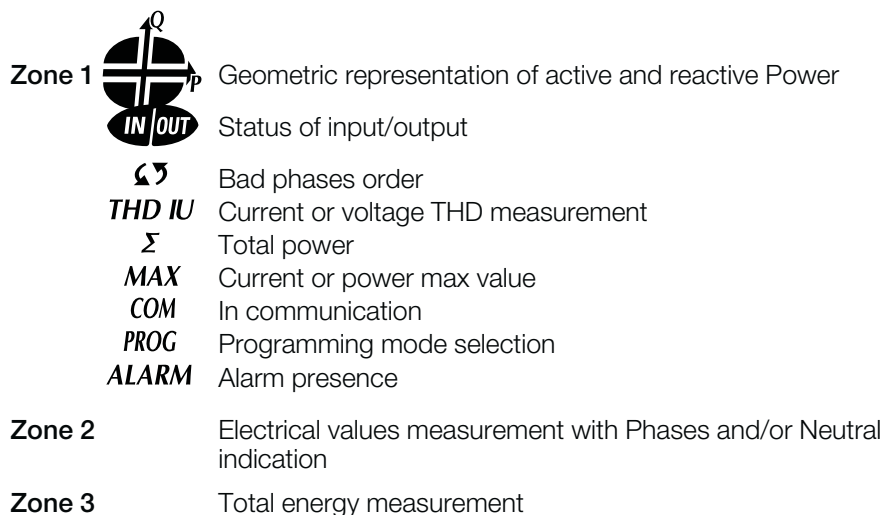 Q
Zone 1 P Geometric representation of active and reactive Power
IN OUT Status of input/output
Bad phases order
THD IU Current or voltage THD measurement
Σ Total power
MAX Current or power max value
COM In communication
PROG Programming mode selection
ALARM Alarm presence
Zone 2 Electrical values measurement with Phases and/or Neutral
indication
Zone 3 Total energy measurement